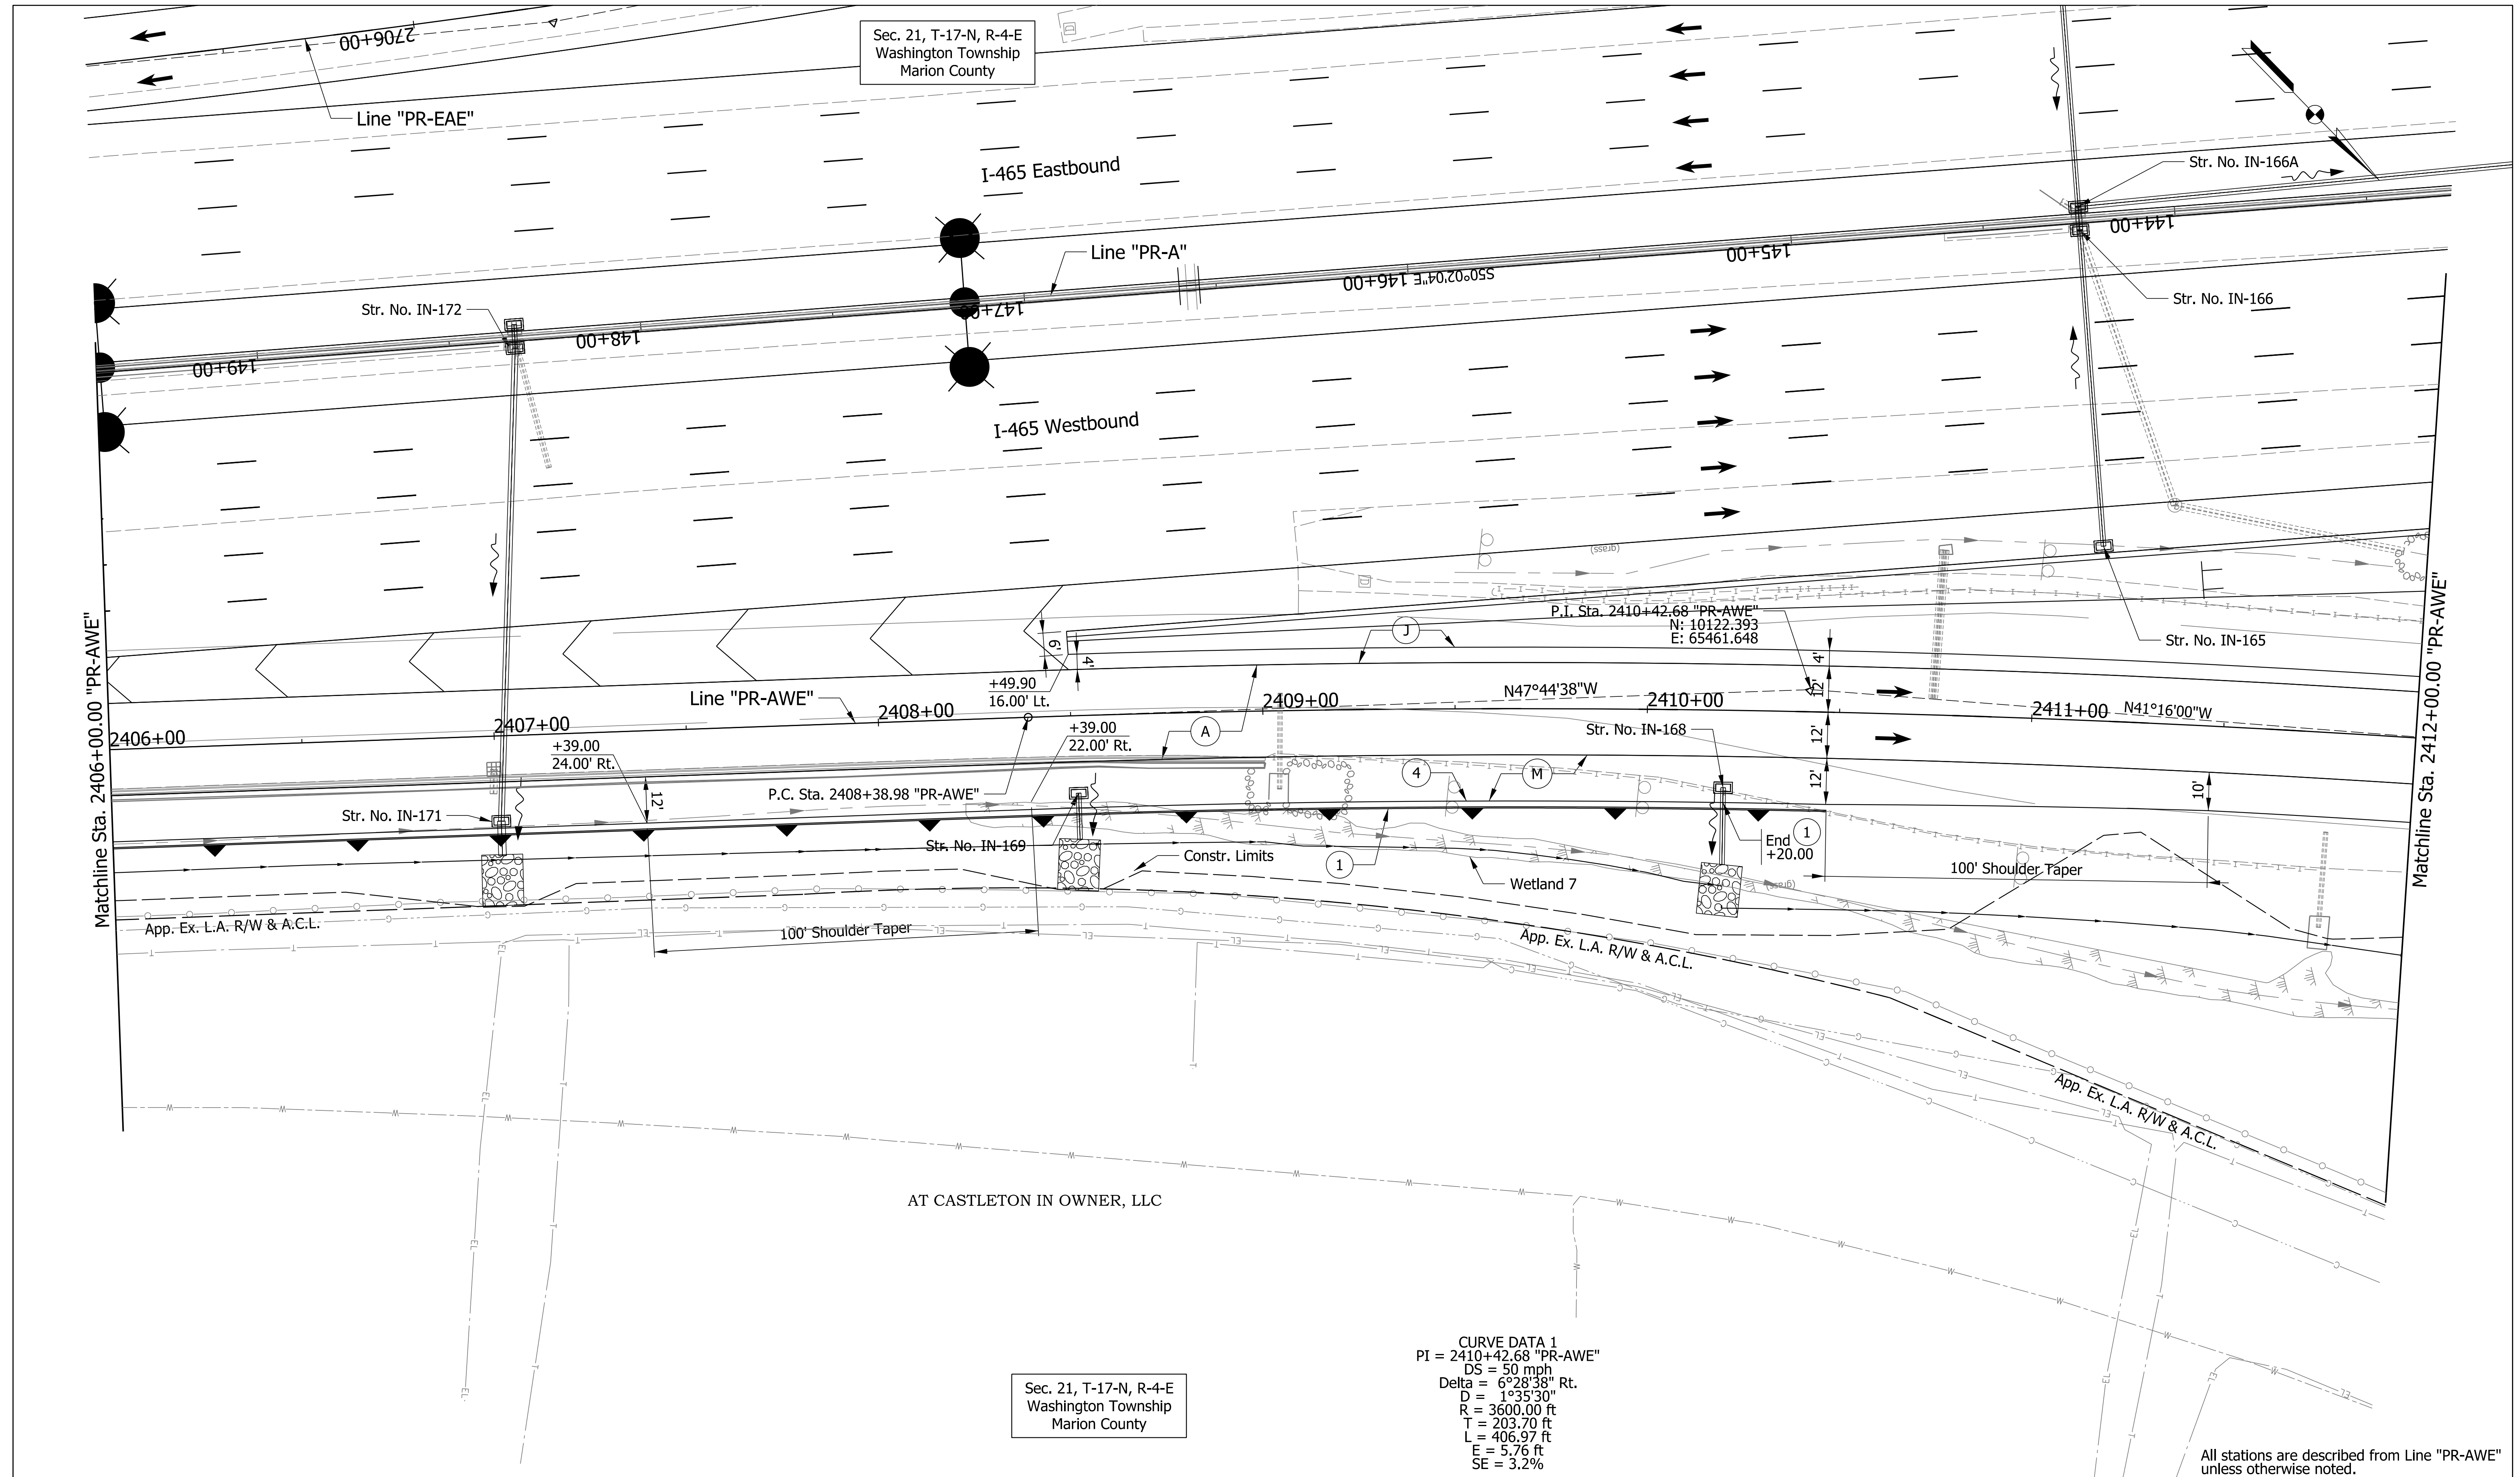 2706+00
Sec. 21, T-17-N, R-4-E
Washington Township
Marion County
Line "PR-EAE"
I-465 Eastbound
Str. No. IN-166A
144+00
Line "PR-A"
145+00
S50°02'04"E
146+00
Str. No. IN-166
Str. No. IN-172
147+00
148+00
149+00
I-465 Westbound
(grass)
P.I. Sta. 2410+42.68 "PR-AWE"
N: 10122.393
E: 65461.648
J
Str. No. IN-165
6'
4'
4'
12'
Line "PR-AWE"
+49.90
16.00' Lt.
N47°44'38"W
2406+00
2407+00
2408+00
2409+00
2410+00
2411+00
N41°16'00"W
+39.00
24.00' Rt.
+39.00
22.00' Rt.
A
Str. No. IN-168
12'
12'
P.C. Sta. 2408+38.98 "PR-AWE"
4
M
12'
10'
Str. No. IN-171
Str. No. IN-169
Constr. Limits
1
End 1
+20.00
Wetland 7
(grass)
100' Shoulder Taper
App. Ex. L.A. R/W & A.C.L.
100' Shoulder Taper
App. Ex. L.A. R/W & A.C.L.
App. Ex. L.A. R/W & A.C.L.
Matchline Sta. 2406+00.00 "PR-AWE"
Matchline Sta. 2412+00.00 "PR-AWE"
AT CASTLETON IN OWNER, LLC
Sec. 21, T-17-N, R-4-E
Washington Township
Marion County
CURVE DATA 1
PI = 2410+42.68 "PR-AWE"
DS = 50 mph
Delta = 6°28'38" Rt.
D = 1°35'30"
R = 3600.00 ft
T = 203.70 ft
L = 406.97 ft
E = 5.76 ft
SE = 3.2%
All stations are described from Line "PR-AWE"
unless otherwise noted.